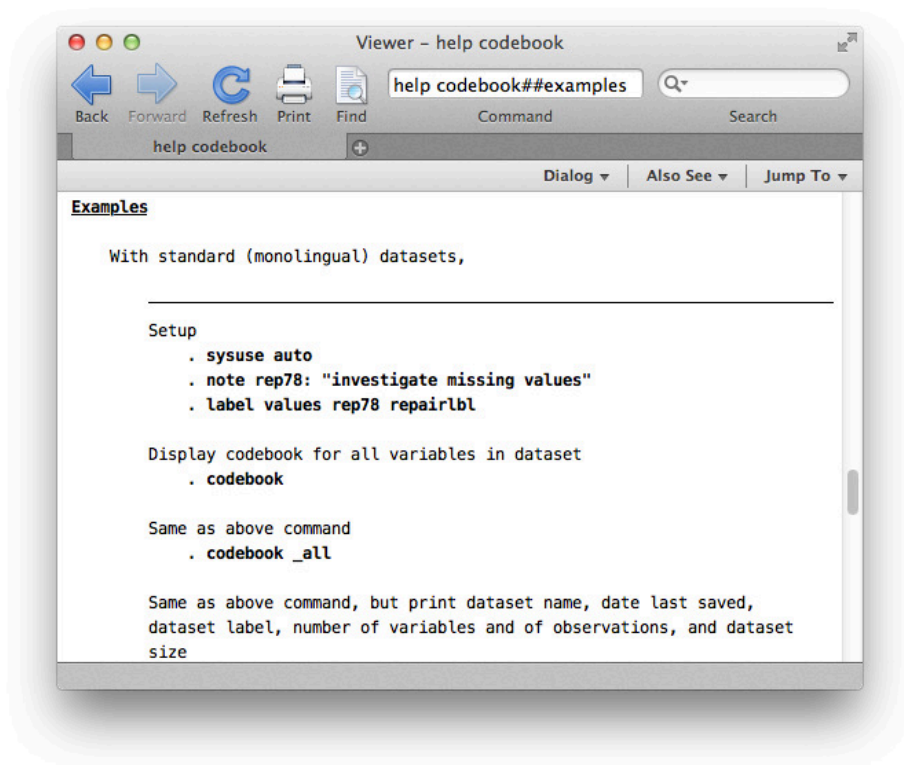 Viewer – help codebook
help codebook##examples
Back Forward Refresh Print Find Command Search
help codebook
Dialog Also See Jump To
Examples
With standard (monolingual) datasets,
Setup
. sysuse auto
. note rep78: "investigate missing values"
. label values rep78 repairlbl
Display codebook for all variables in dataset
. codebook
Same as above command
. codebook _all
Same as above command, but print dataset name, date last saved,
dataset label, number of variables and of observations, and dataset
size